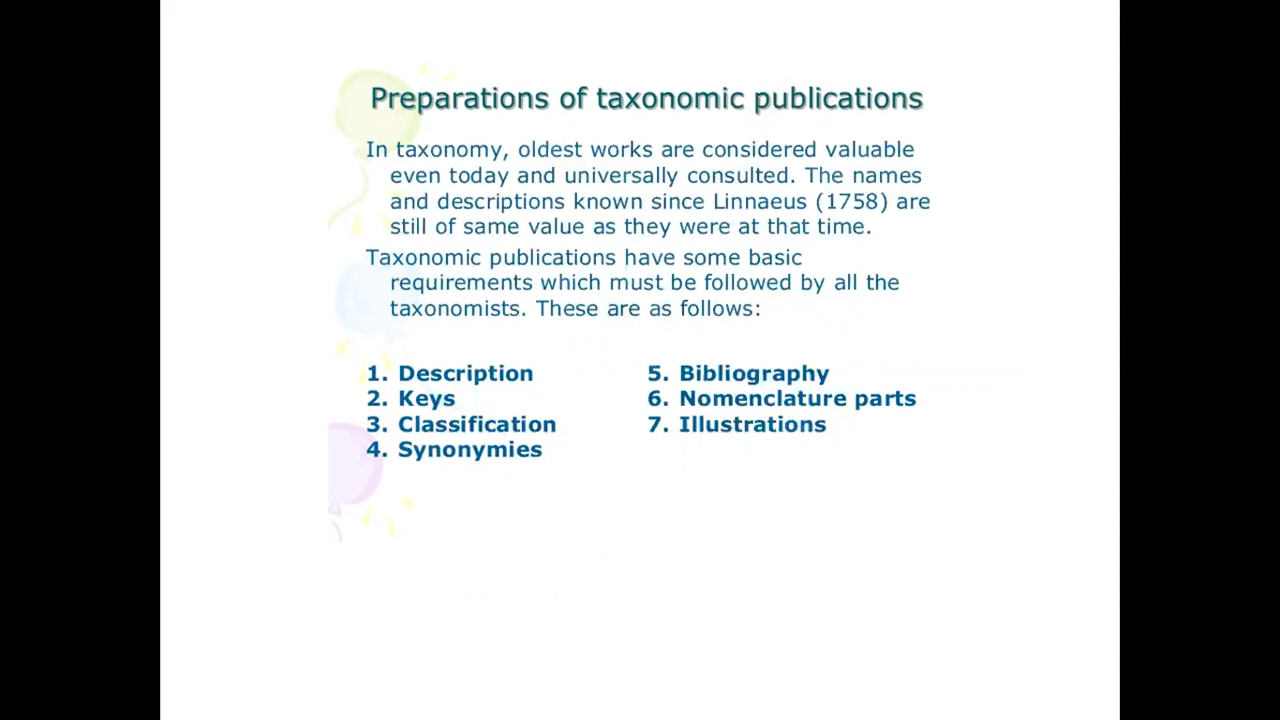 Preparations of taxonomic publications
In taxonomy, oldest works are considered valuable
even today and universally consulted. The names
and descriptions known since Linnaeus (1758) are
still of same value as they were at that time.
Taxonomic publications have some basic
requirements which must be followed by all the
taxonomists. These are as follows:
1. Description
2. Keys
3. Classification
4. Synonymies
5. Bibliography
6. Nomenclature parts
7. Illustrations